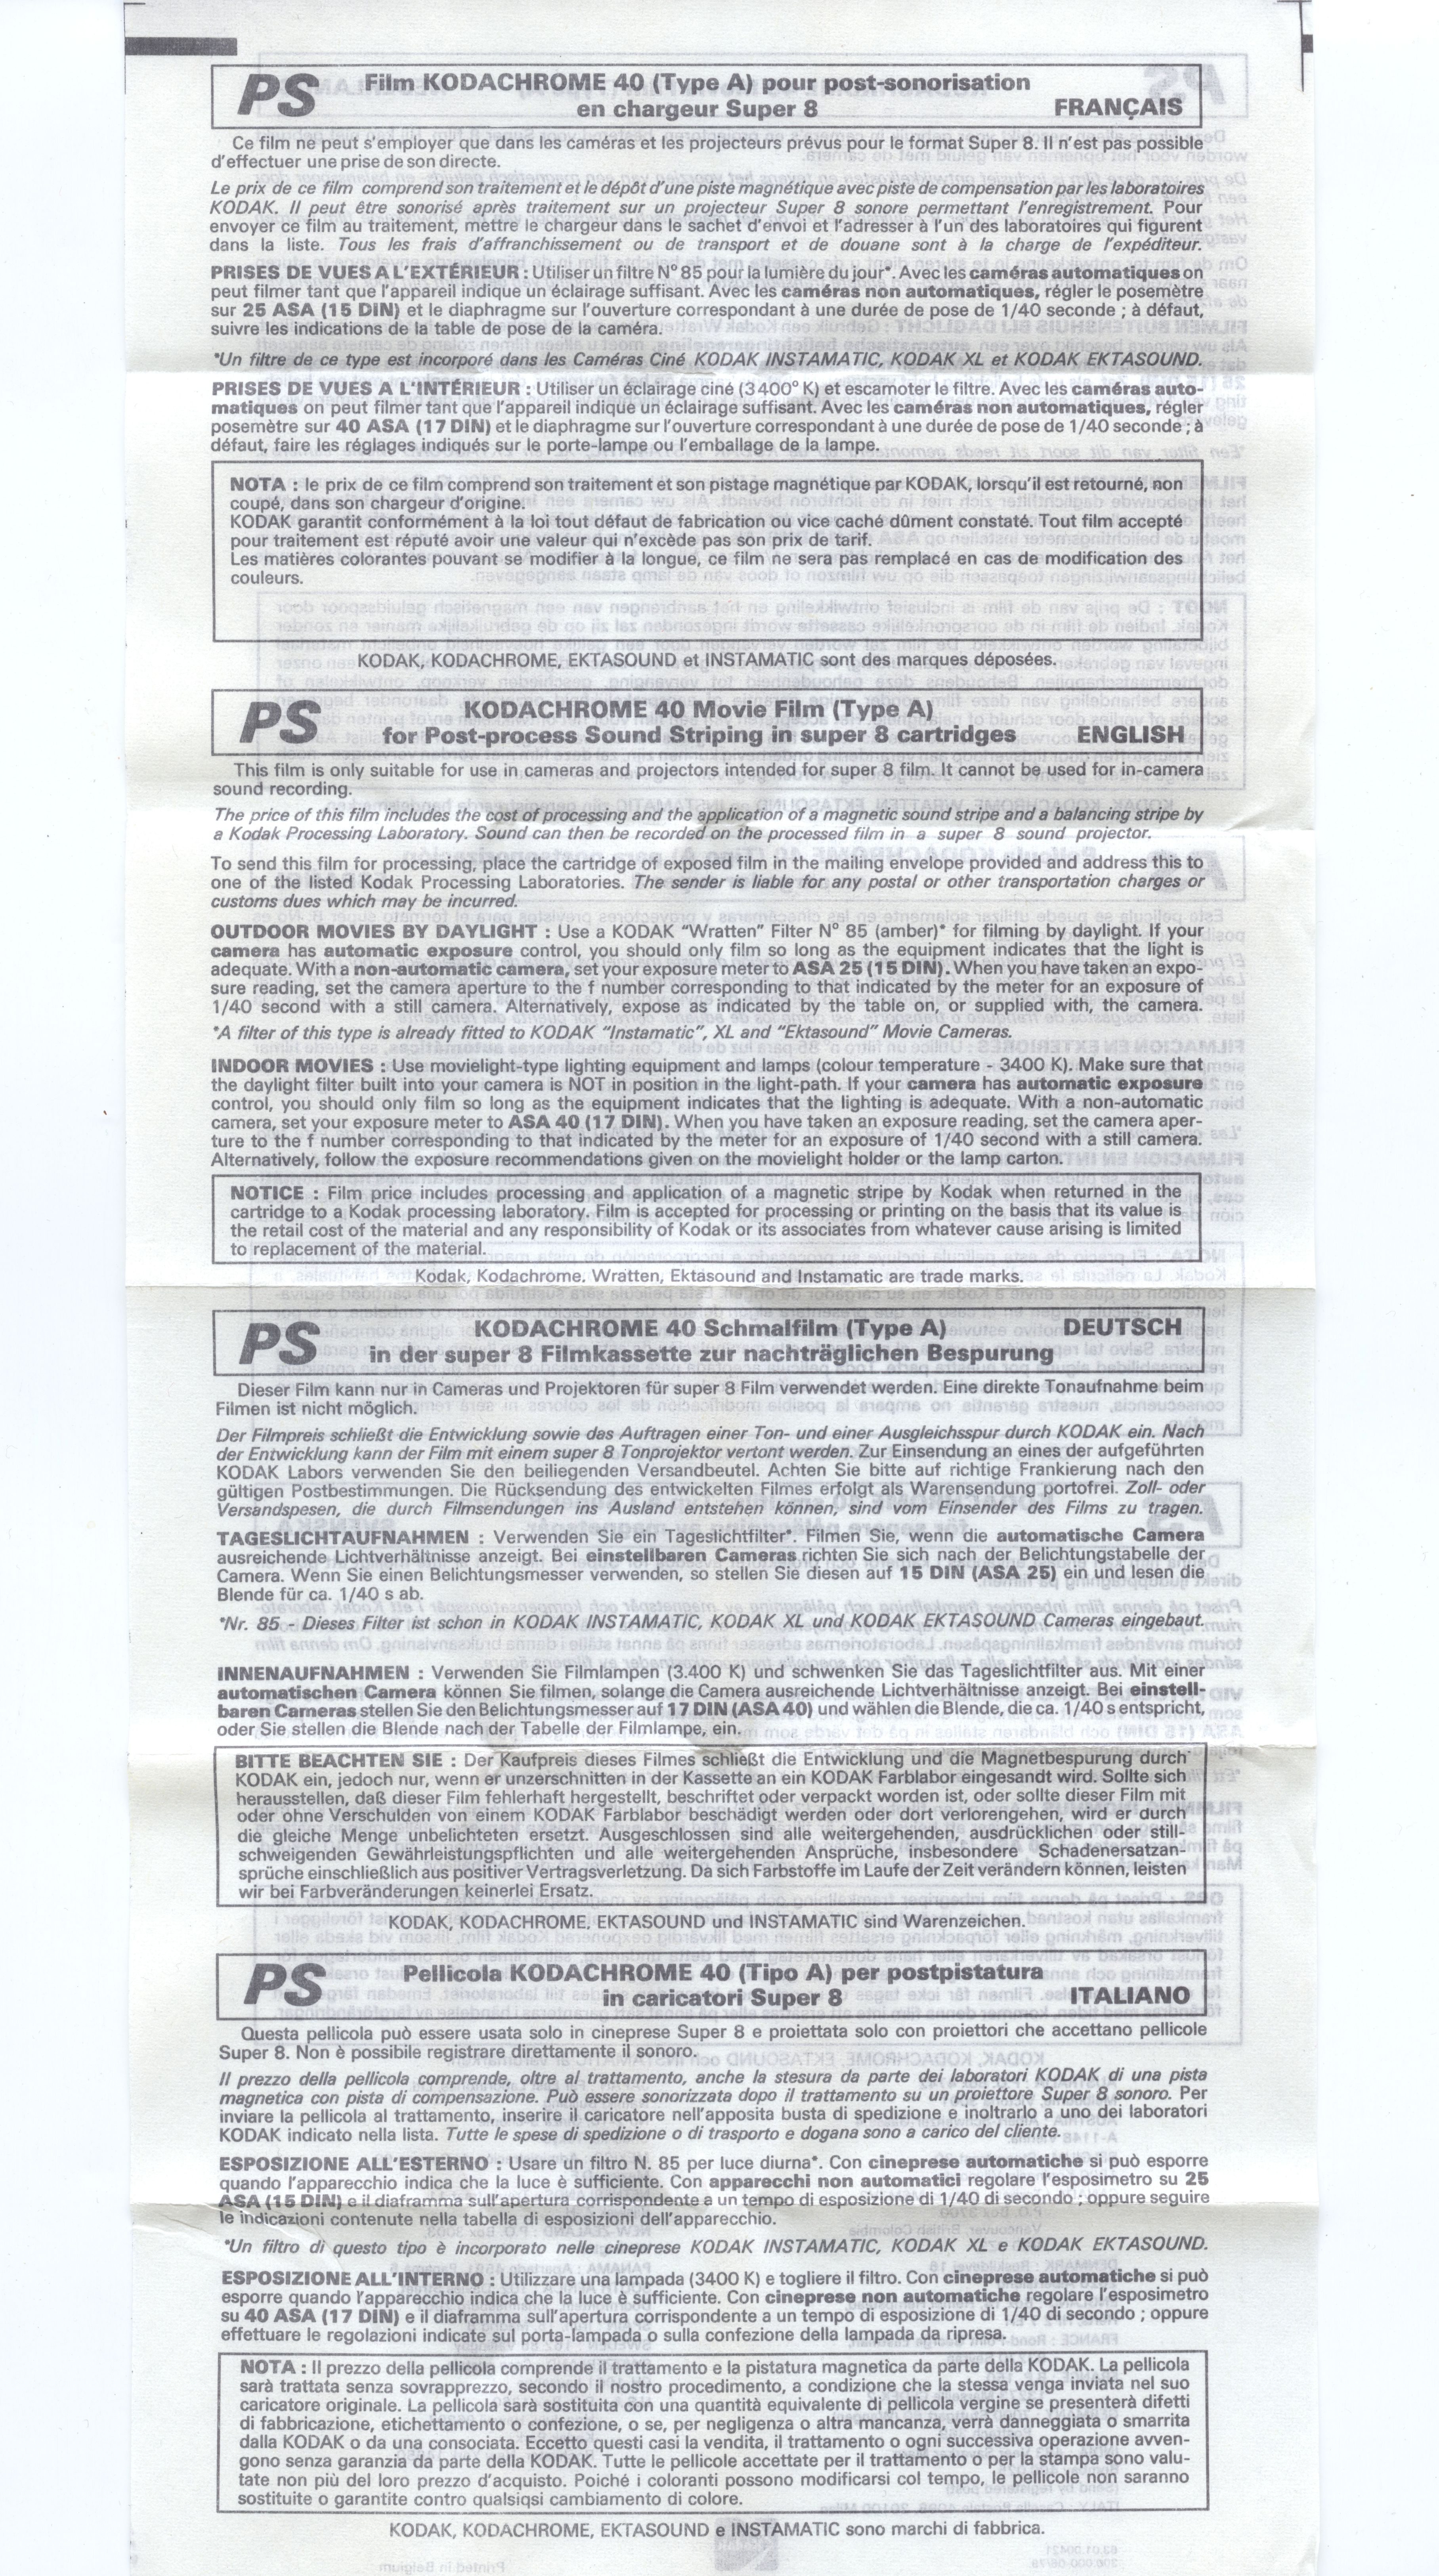 PS Film KODACHROME 40 (Type A) pour post-sonorisation
en chargeur Super 8 FRANÇAIS
Ce film ne peut s'employer que dans les caméras et les projecteurs prévus pour le format Super 8. Il n'est pas possible
d'effectuer une prise de son directe.
Le prix de ce film comprend son traitement et le dépôt d'une piste magnétique avec piste de compensation par les laboratoires
KODAK. Il peut être sonorisé après traitement sur un projecteur Super 8 sonore permettant l'enregistrement. Pour
envoyer ce film au traitement, mettre le chargeur dans le sachet d'envoi et l'adresser à l'un des laboratoires qui figurent
dans la liste. Tous les frais d'affranchissement ou de transport et de douane sont à la charge de l'expéditeur.
PRISES DE VUES A L'EXTÉRIEUR : Utiliser un filtre N° 85 pour la lumière du jour*. Avec les caméras automatiques on
peut filmer tant que l'appareil indique un éclairage suffisant. Avec les caméras non automatiques, régler le posemètre
sur 25 ASA (15 DIN) et le diaphragme sur l'ouverture correspondant à une durée de pose de 1/40 seconde ; à défaut,
suivre les indications de la table de pose de la caméra.
*Un filtre de ce type est incorporé dans les Caméras Ciné KODAK INSTAMATIC, KODAK XL et KODAK EKTASOUND.
PRISES DE VUES A L'INTÉRIEUR : Utiliser un éclairage ciné (3400° K) et escamoter le filtre. Avec les caméras auto-
matiques on peut filmer tant que l'appareil indique un éclairage suffisant. Avec les caméras non automatiques, régler
posemètre sur 40 ASA (17 DIN) et le diaphragme sur l'ouverture correspondant à une durée de pose de 1/40 seconde ; à
défaut, faire les réglages indiqués sur le porte-lampe ou l'emballage de la lampe.
NOTA : le prix de ce film comprend son traitement et son pistage magnétique par KODAK, lorsqu'il est retourné, non
coupé, dans son chargeur d'origine.
KODAK garantit conformément à la loi tout défaut de fabrication ou vice caché dûment constaté. Tout film accepté
pour traitement est réputé avoir une valeur qui n'excède pas son prix de tarif.
Les matières colorantes pouvant se modifier à la longue, ce film ne sera pas remplacé en cas de modification des
couleurs.
KODAK, KODACHROME, EKTASOUND et INSTAMATIC sont des marques déposées.
PS KODACHROME 40 Movie Film (Type A)
for Post-process Sound Striping in super 8 cartridges ENGLISH
This film is only suitable for use in cameras and projectors intended for super 8 film. It cannot be used for in-camera
sound recording.
The price of this film includes the cost of processing and the application of a magnetic sound stripe and a balancing stripe by
a Kodak Processing Laboratory. Sound can then be recorded on the processed film in a super 8 sound projector.
To send this film for processing, place the cartridge of exposed film in the mailing envelope provided and address this to
one of the listed Kodak Processing Laboratories. The sender is liable for any postal or other transportation charges or
customs dues which may be incurred.
OUTDOOR MOVIES BY DAYLIGHT : Use a KODAK "Wratten" Filter N° 85 (amber)* for filming by daylight. If your
camera has automatic exposure control, you should only film so long as the equipment indicates that the light is
adequate. With a non-automatic camera, set your exposure meter to ASA 25 (15 DIN). When you have taken an expo-
sure reading, set the camera aperture to the f number corresponding to that indicated by the meter for an exposure of
1/40 second with a still camera. Alternatively, expose as indicated by the table on, or supplied with, the camera.
*A filter of this type is already fitted to KODAK "Instamatic", XL and "Ektasound" Movie Cameras.
INDOOR MOVIES : Use movielight-type lighting equipment and lamps (colour temperature - 3400 K). Make sure that
the daylight filter built into your camera is NOT in position in the light-path. If your camera has automatic exposure
control, you should only film so long as the equipment indicates that the lighting is adequate. With a non-automatic
camera, set your exposure meter to ASA 40 (17 DIN). When you have taken an exposure reading, set the camera aper-
ture to the f number corresponding to that indicated by the meter for an exposure of 1/40 second with a still camera.
Alternatively, follow the exposure recommendations given on the movielight holder or the lamp carton.
NOTICE : Film price includes processing and application of a magnetic stripe by Kodak when returned in the
cartridge to a Kodak processing laboratory. Film is accepted for processing or printing on the basis that its value is
the retail cost of the material and any responsibility of Kodak or its associates from whatever cause arising is limited
to replacement of the material.
Kodak, Kodachrome. Wratten, Ektasound and Instamatic are trade marks.
PS KODACHROME 40 Schmalfilm (Type A) DEUTSCH
in der super 8 Filmkassette zur nachträglichen Bespurung
Dieser Film kann nur in Cameras und Projektoren für super 8 Film verwendet werden. Eine direkte Tonaufnahme beim
Filmen ist nicht möglich.
Der Filmpreis schließt die Entwicklung sowie das Auftragen einer Ton- und einer Ausgleichsspur durch KODAK ein. Nach
der Entwicklung kann der Film mit einem super 8 Tonprojektor vertont werden. Zur Einsendung an eines der aufgeführten
KODAK Labors verwenden Sie den beiliegenden Versandbeutel. Achten Sie bitte auf richtige Frankierung nach den
gültigen Postbestimmungen. Die Rücksendung des entwickelten Filmes erfolgt als Warensendung portofrei. Zoll- oder
Versandspesen, die durch Filmsendungen ins Ausland entstehen können, sind vom Einsender des Films zu tragen.
TAGESLICHTAUFNAHMEN : Verwenden Sie ein Tageslichtfilter*. Filmen Sie, wenn die automatische Camera
ausreichende Lichtverhältnisse anzeigt. Bei einstellbaren Cameras richten Sie sich nach der Belichtungstabelle der
Camera. Wenn Sie einen Belichtungsmesser verwenden, so stellen Sie diesen auf 15 DIN (ASA 25) ein und lesen die
Blende für ca. 1/40 s ab.
*Nr. 85 - Dieses Filter ist schon in KODAK INSTAMATIC, KODAK XL und KODAK EKTASOUND Cameras eingebaut.
INNENAUFNAHMEN : Verwenden Sie Filmlampen (3.400 K) und schwenken Sie das Tageslichtfilter aus. Mit einer
automatischen Camera können Sie filmen, solange die Camera ausreichende Lichtverhältnisse anzeigt. Bei einstell-
baren Cameras stellen Sie den Belichtungsmesser auf 17 DIN (ASA 40) und wählen die Blende, die ca. 1/40 s entspricht,
oder Sie stellen die Blende nach der Tabelle der Filmlampe, ein.
BITTE BEACHTEN SIE : Der Kaufpreis dieses Filmes schließt die Entwicklung und die Magnetbespurung durch
KODAK ein, jedoch nur, wenn er unzerschnitten in der Kassette an ein KODAK Farblabor eingesandt wird. Sollte sich
herausstellen, daß dieser Film fehlerhaft hergestellt, beschriftet oder verpackt worden ist, oder sollte dieser Film mit
oder ohne Verschulden von einem KODAK Farblabor beschädigt werden oder dort verlorengehen, wird er durch
die gleiche Menge unbelichteten ersetzt. Ausgeschlossen sind alle weitergehenden, ausdrücklichen oder still-
schweigenden Gewährleistungspflichten und alle weitergehenden Ansprüche, insbesondere Schadenersatzan-
sprüche einschließlich aus positiver Vertragsverletzung. Da sich Farbstoffe im Laufe der Zeit verändern können, leisten
wir bei Farbveränderungen keinerlei Ersatz.
KODAK, KODACHROME, EKTASOUND und INSTAMATIC sind Warenzeichen.
PS Pellicola KODACHROME 40 (Tipo A) per postpistatura
in caricatori Super 8 ITALIANO
Questa pellicola può essere usata solo in cineprese Super 8 e proiettata solo con proiettori che accettano pellicole
Super 8. Non è possibile registrare direttamente il sonoro.
Il prezzo della pellicola comprende, oltre al trattamento, anche la stesura da parte dei laboratori KODAK di una pista
magnetica con pista di compensazione. Può essere sonorizzata dopo il trattamento su un proiettore Super 8 sonoro. Per
inviare la pellicola al trattamento, inserire il caricatore nell'apposita busta di spedizione e inoltrarlo a uno dei laboratori
KODAK indicato nella lista. Tutte le spese di spedizione o di trasporto e dogana sono a carico del cliente.
ESPOSIZIONE ALL'ESTERNO : Usare un filtro N. 85 per luce diurna*. Con cineprese automatiche si può esporre
quando l'apparecchio indica che la luce è sufficiente. Con apparecchi non automatici regolare l'esposimetro su 25
ASA (15 DIN) e il diaframma sull'apertura corrispondente a un tempo di esposizione di 1/40 di secondo ; oppure seguire
le indicazioni contenute nella tabella di esposizioni dell'apparecchio.
*Un filtro di questo tipo è incorporato nelle cineprese KODAK INSTAMATIC, KODAK XL e KODAK EKTASOUND.
ESPOSIZIONE ALL'INTERNO : Utilizzare una lampada (3400 K) e togliere il filtro. Con cineprese automatiche si può
esporre quando l'apparecchio indica che la luce è sufficiente. Con cineprese non automatiche regolare l'esposimetro
su 40 ASA (17 DIN) e il diaframma sull'apertura corrispondente a un tempo di esposizione di 1/40 di secondo ; oppure
effettuare le regolazioni indicate sul porta-lampada o sulla confezione della lampada da ripresa.
NOTA : Il prezzo della pellicola comprende il trattamento e la pistatura magnetica da parte della KODAK. La pellicola
sarà trattata senza sovrapprezzo, secondo il nostro procedimento, a condizione che la stessa venga inviata nel suo
caricatore originale. La pellicola sarà sostituita con una quantità equivalente di pellicola vergine se presenterà difetti
di fabbricazione, etichettamento o confezione, o se, per negligenza o altra mancanza, verrà danneggiata o smarrita
dalla KODAK o da una consociata. Eccetto questi casi la vendita, il trattamento o ogni successiva operazione avven-
gono senza garanzia da parte della KODAK. Tutte le pellicole accettate per il trattamento o per la stampa sono valu-
tate non più del loro prezzo d'acquisto. Poiché i coloranti possono modificarsi col tempo, le pellicole non saranno
sostituite o garantite contro qualsiqsi cambiamento di colore.
KODAK, KODACHROME, EKTASOUND e INSTAMATIC sono marchi di fabbrica.